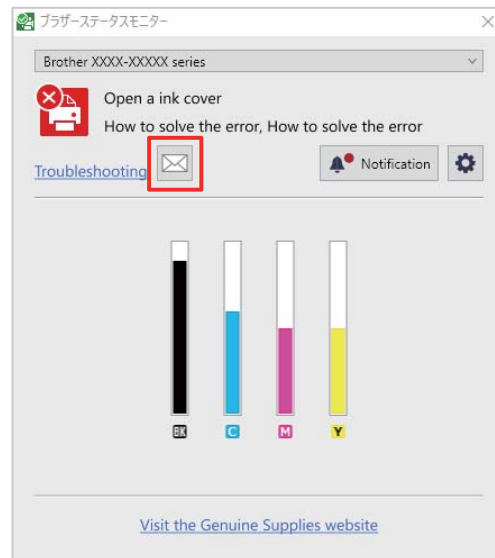 ブラザーステータスモニター
Brother XXXX-XXXXX series
Open a ink cover
How to solve the error, How to solve the error
Troubleshooting
Notification
BK C M Y
Visit the Genuine Supplies website